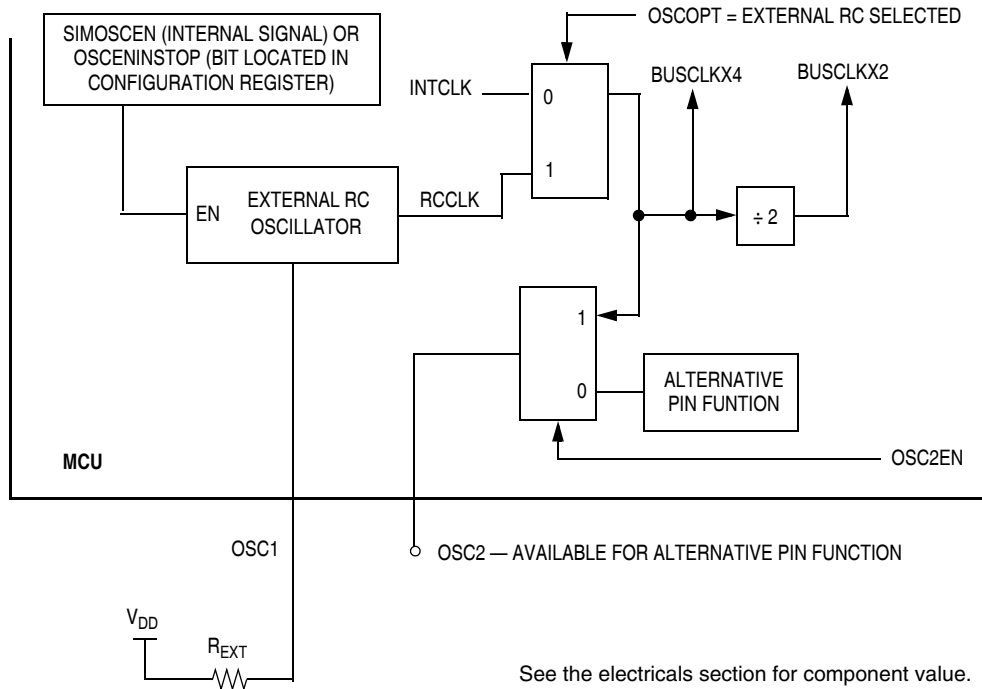 SIMOSCEN (INTERNAL SIGNAL) OR
OSCENINSTOP (BIT LOCATED IN
CONFIGURATION REGISTER)
OSCOPT = EXTERNAL RC SELECTED
INTCLK
0
1
BUSCLKX4
BUSCLKX2
EN
EXTERNAL RC
OSCILLATOR
RCCLK
÷ 2
1
0
ALTERNATIVE
PIN FUNTION
MCU
OSC2EN
OSC1
OSC2 — AVAILABLE FOR ALTERNATIVE PIN FUNCTION
VDD
REXT
See the electricals section for component value.